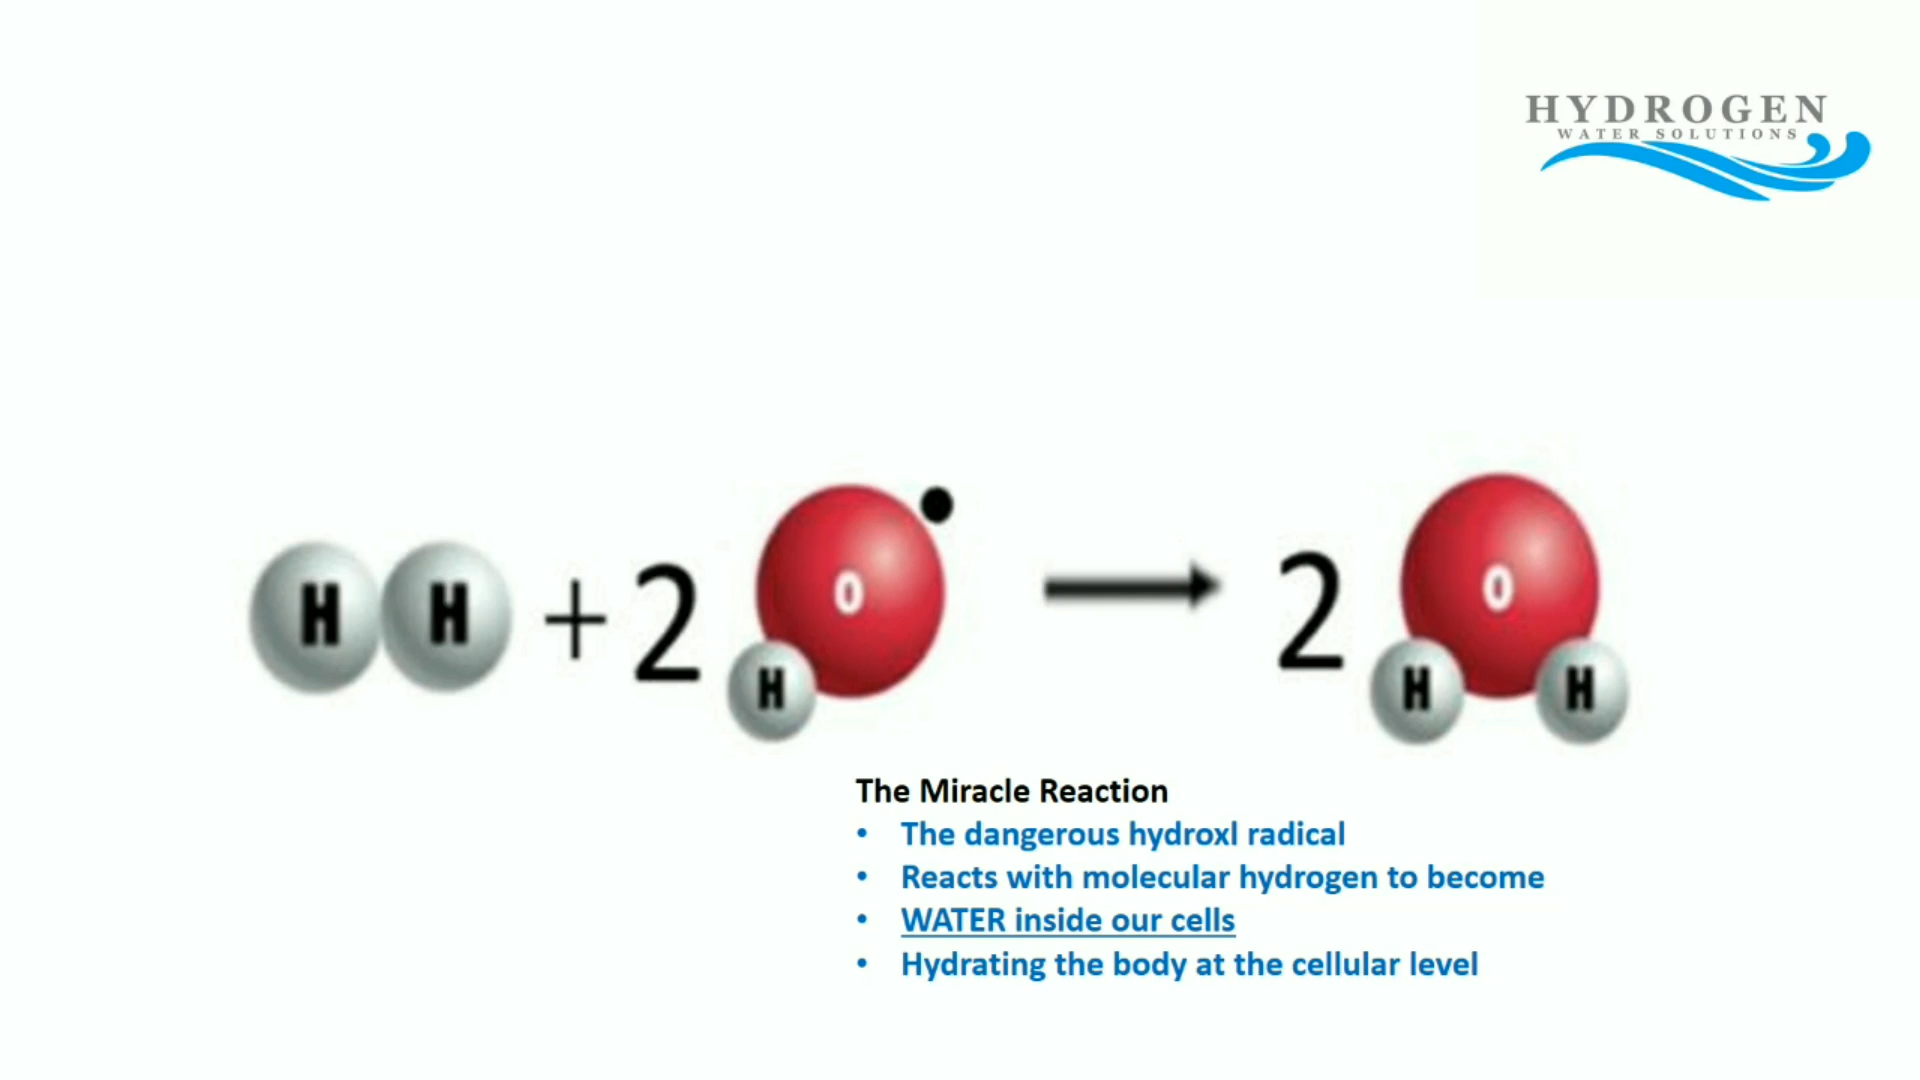 HYDROGEN
WATER SOLUTIONS
H H + 2 O H → 2 O H H
The Miracle Reaction
• The dangerous hydroxl radical
• Reacts with molecular hydrogen to become
• WATER inside our cells
• Hydrating the body at the cellular level